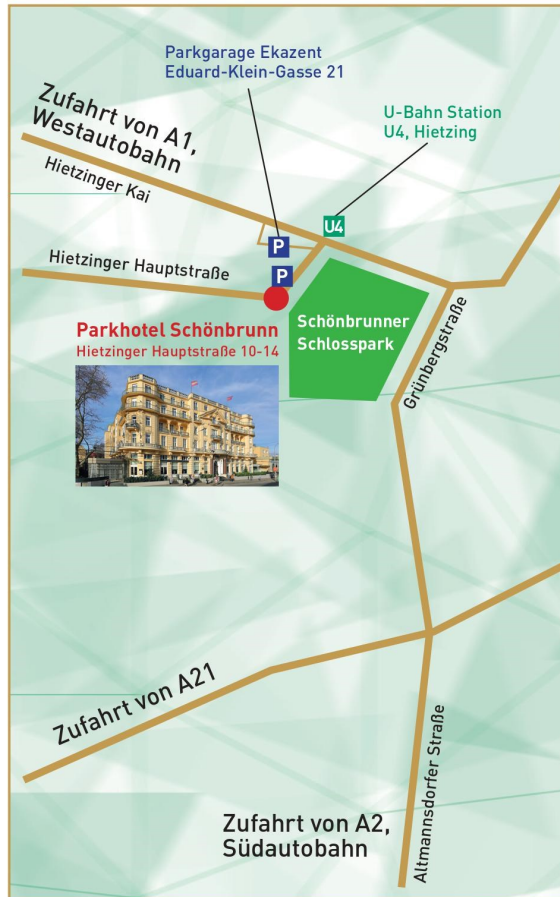 Parkgarage Ekazent
Eduard-Klein-Gasse 21
Zufahrt von A1,
Westautobahn
U-Bahn Station
U4, Hietzing
Hietzinger Kai
U4
P
Hietzinger Hauptstraße
P
Parkhotel Schönbrunn
Hietzinger Hauptstraße 10-14
Schönbrunner
Schlosspark
Grünbergstraße
Zufahrt von A21
Altmannsdorfer Straße
Zufahrt von A2,
Südautobahn